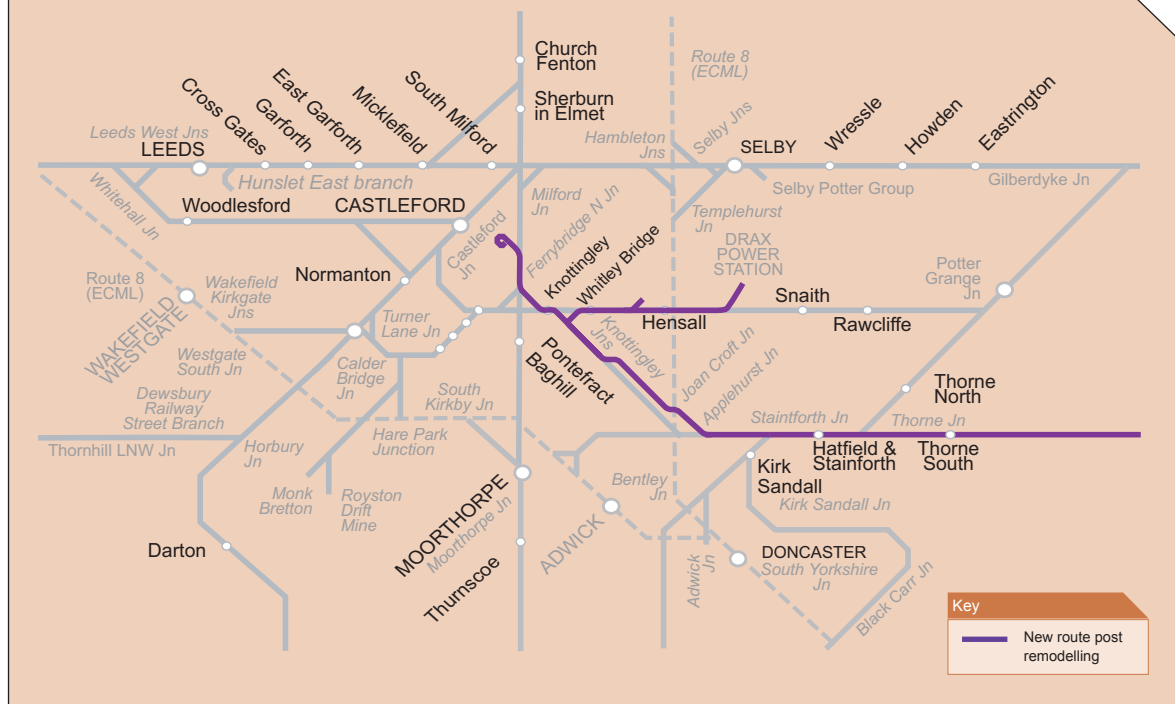 Church
Fenton
Sherburn
in Elmet
Route 8
(ECML)
Cross Gates
Garforth
East Garforth
Micklefield
South Milford
Hambleton
Jns
Selby Jns
SELBY
Wressle
Howden
Eastrington
Leeds West Jns
LEEDS
Hunslet East branch
Selby Potter Group
Gilberdyke Jn
Whitehall Jn
Woodlesford
CASTLEFORD
Milford
Jn
Ferrybridge N Jn
Templehurst
Jn
Castleford
Jn
DRAX
POWER
STATION
Knottingley
Whitley Bridge
Potter
Grange
Jn
Normanton
Route 8
(ECML)
Wakefield
Kirkgate
Jns
WAKEFIELD
WESTGATE
Turner
Lane Jn
Hensall
Snaith
Rawcliffe
Knottingley
Jns
Westgate
South Jn
Calder
Bridge
Jn
Pontefract
Baghill
Joan Croft Jn
Applehurst Jn
Dewsbury
Railway
Street Branch
South
Kirkby Jn
Thorne
North
Staintforth Jn
Thorne Jn
Thornhill LNW Jn
Horbury
Jn
Hare Park
Junction
Hatfield &
Stainforth
Thorne
South
Kirk
Sandall
Kirk Sandall Jn
Monk
Bretton
Royston
Drift
Mine
MOORTHORPE
Moorthorpe Jn
Bentley
Jn
ADWICK
Darton
Thurnscoe
Adwick
Jn
DONCASTER
South Yorkshire
Jn
Black Carr Jn
Key
New route post
remodelling